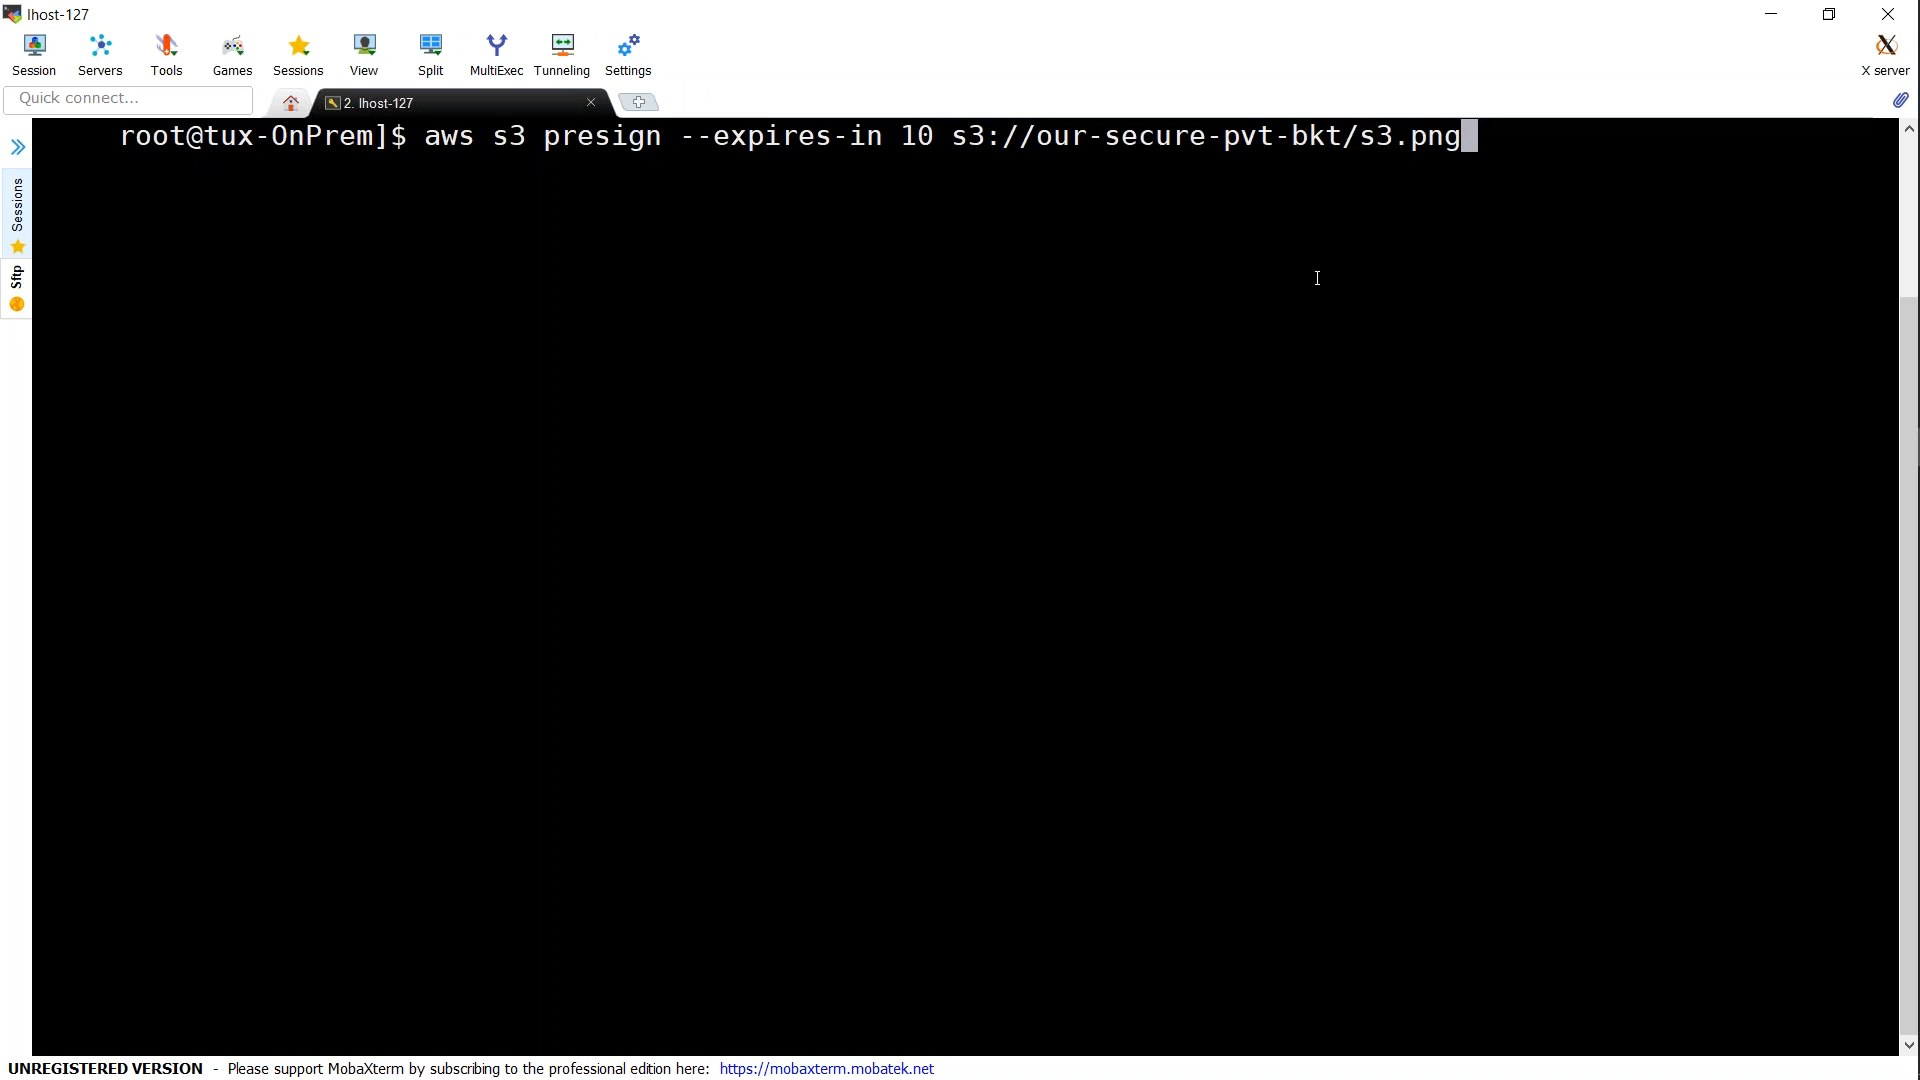 lhost-127
Session Servers Tools Games Sessions View Split MultiExec Tunneling Settings X server
Quick connect...
2. lhost-127
root@tux-OnPrem]$ aws s3 presign --expires-in 10 s3://our-secure-pvt-bkt/s3.png
Sessions
Sftp
UNREGISTERED VERSION - Please support MobaXterm by subscribing to the professional edition here: https://mobaxterm.mobatek.net